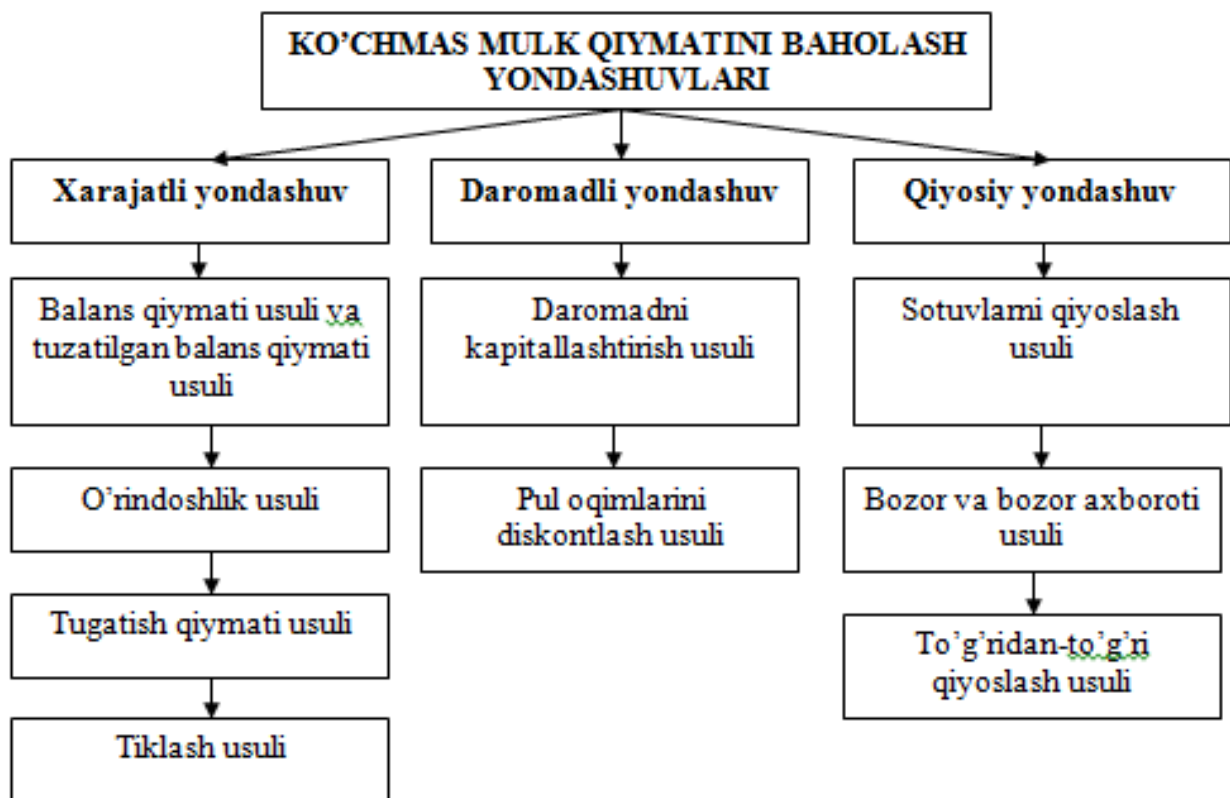 KO’CHMAS MULK QIYMATINI BAHOLASH
YONDASHUVLARI
Xarajatli yondashuv
Balans qiymati usuli va
tuzatilgan balans qiymati
usuli
O’rindoshlik usuli
Tugatish qiymati usuli
Tiklash usuli
Daromadli yondashuv
Daromadni
kapitallashtirish usuli
Pul oqimlarini
diskontlash usuli
Qiyosiy yondashuv
Sotuvlarni qiyoslash
usuli
Bozor va bozor axboroti
usuli
To’g’ridan-to’g’ri
qiyoslash usuli